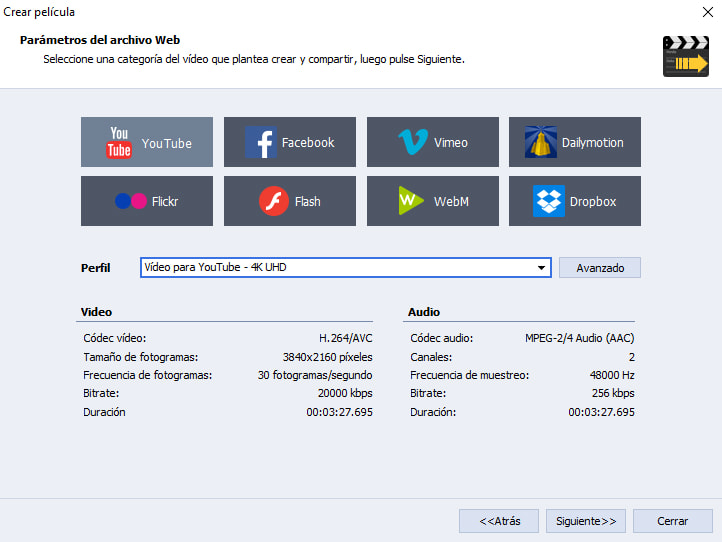 Crear película
Parámetros del archivo Web
Seleccione una categoría del vídeo que plantea crear y compartir, luego pulse Siguiente.
You Tube YouTube
f Facebook
Vimeo
Dailymotion
Flickr
Flash
W WebM
Dropbox
Perfil
Vídeo para YouTube - 4K UHD
Avanzado
Video
Audio
Códec vídeo: H.264/AVC
Códec audio: MPEG-2/4 Audio (AAC)
Tamaño de fotogramas: 3840x2160 píxeles
Canales: 2
Frecuencia de fotogramas: 30 fotogramas/segundo
Frecuencia de muestreo: 48000 Hz
Bitrate: 20000 kbps
Bitrate: 256 kbps
Duración 00:03:27.695
Duración: 00:03:27.695
<<Atrás
Siguiente>>
Cerrar